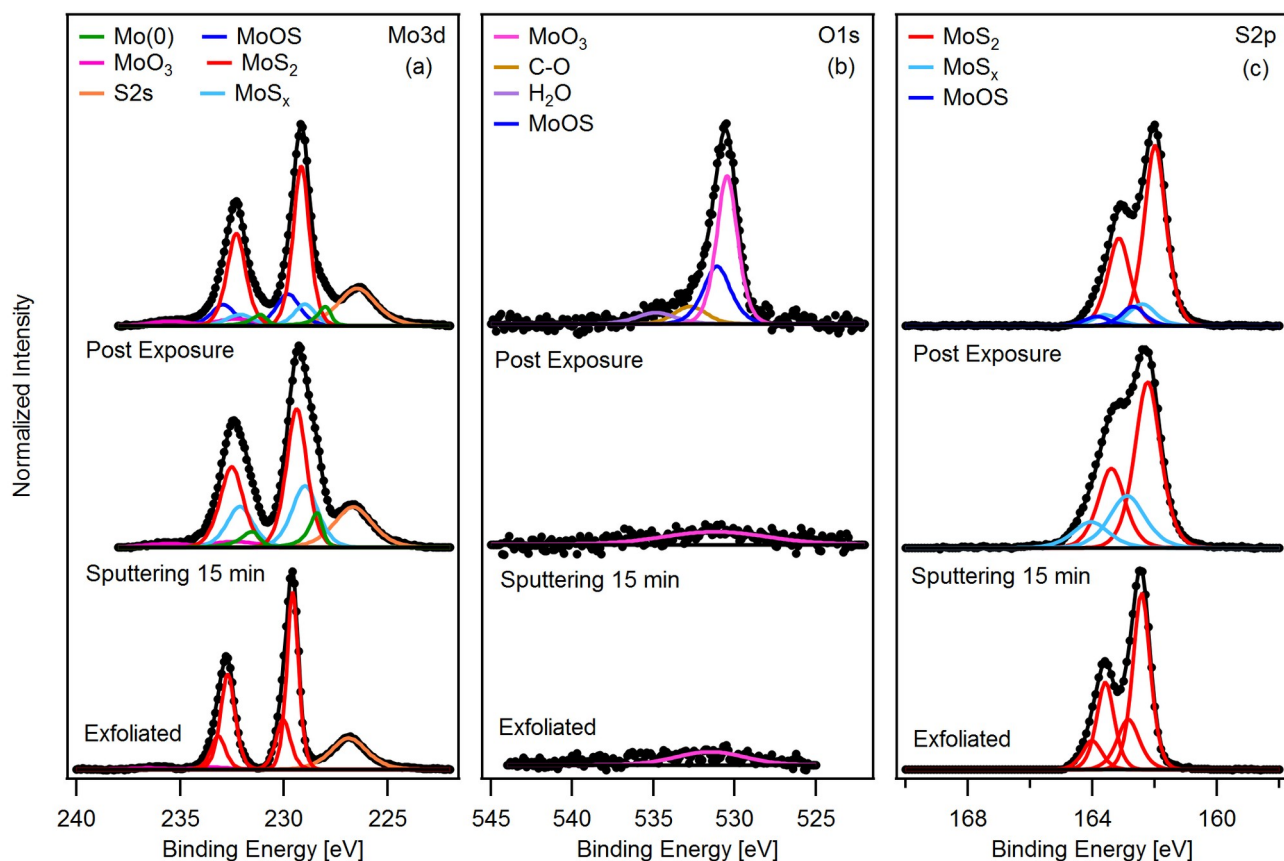 Normalized Intensity
Mo(0) MoOS Mo3d
MoO₃ MoS₂ (a)
S2s MoSₓ
Post Exposure
Sputtering 15 min
Exfoliated
240 235 230 225
Binding Energy [eV]
MoO₃ O1s
C-O (b)
H₂O
MoOS
Post Exposure
Sputtering 15 min
Exfoliated
545 540 535 530 525
Binding Energy [eV]
MoS₂ S2p
MoSₓ (c)
MoOS
Post Exposure
Sputtering 15 min
Exfoliated
168 164 160
Binding Energy [eV]